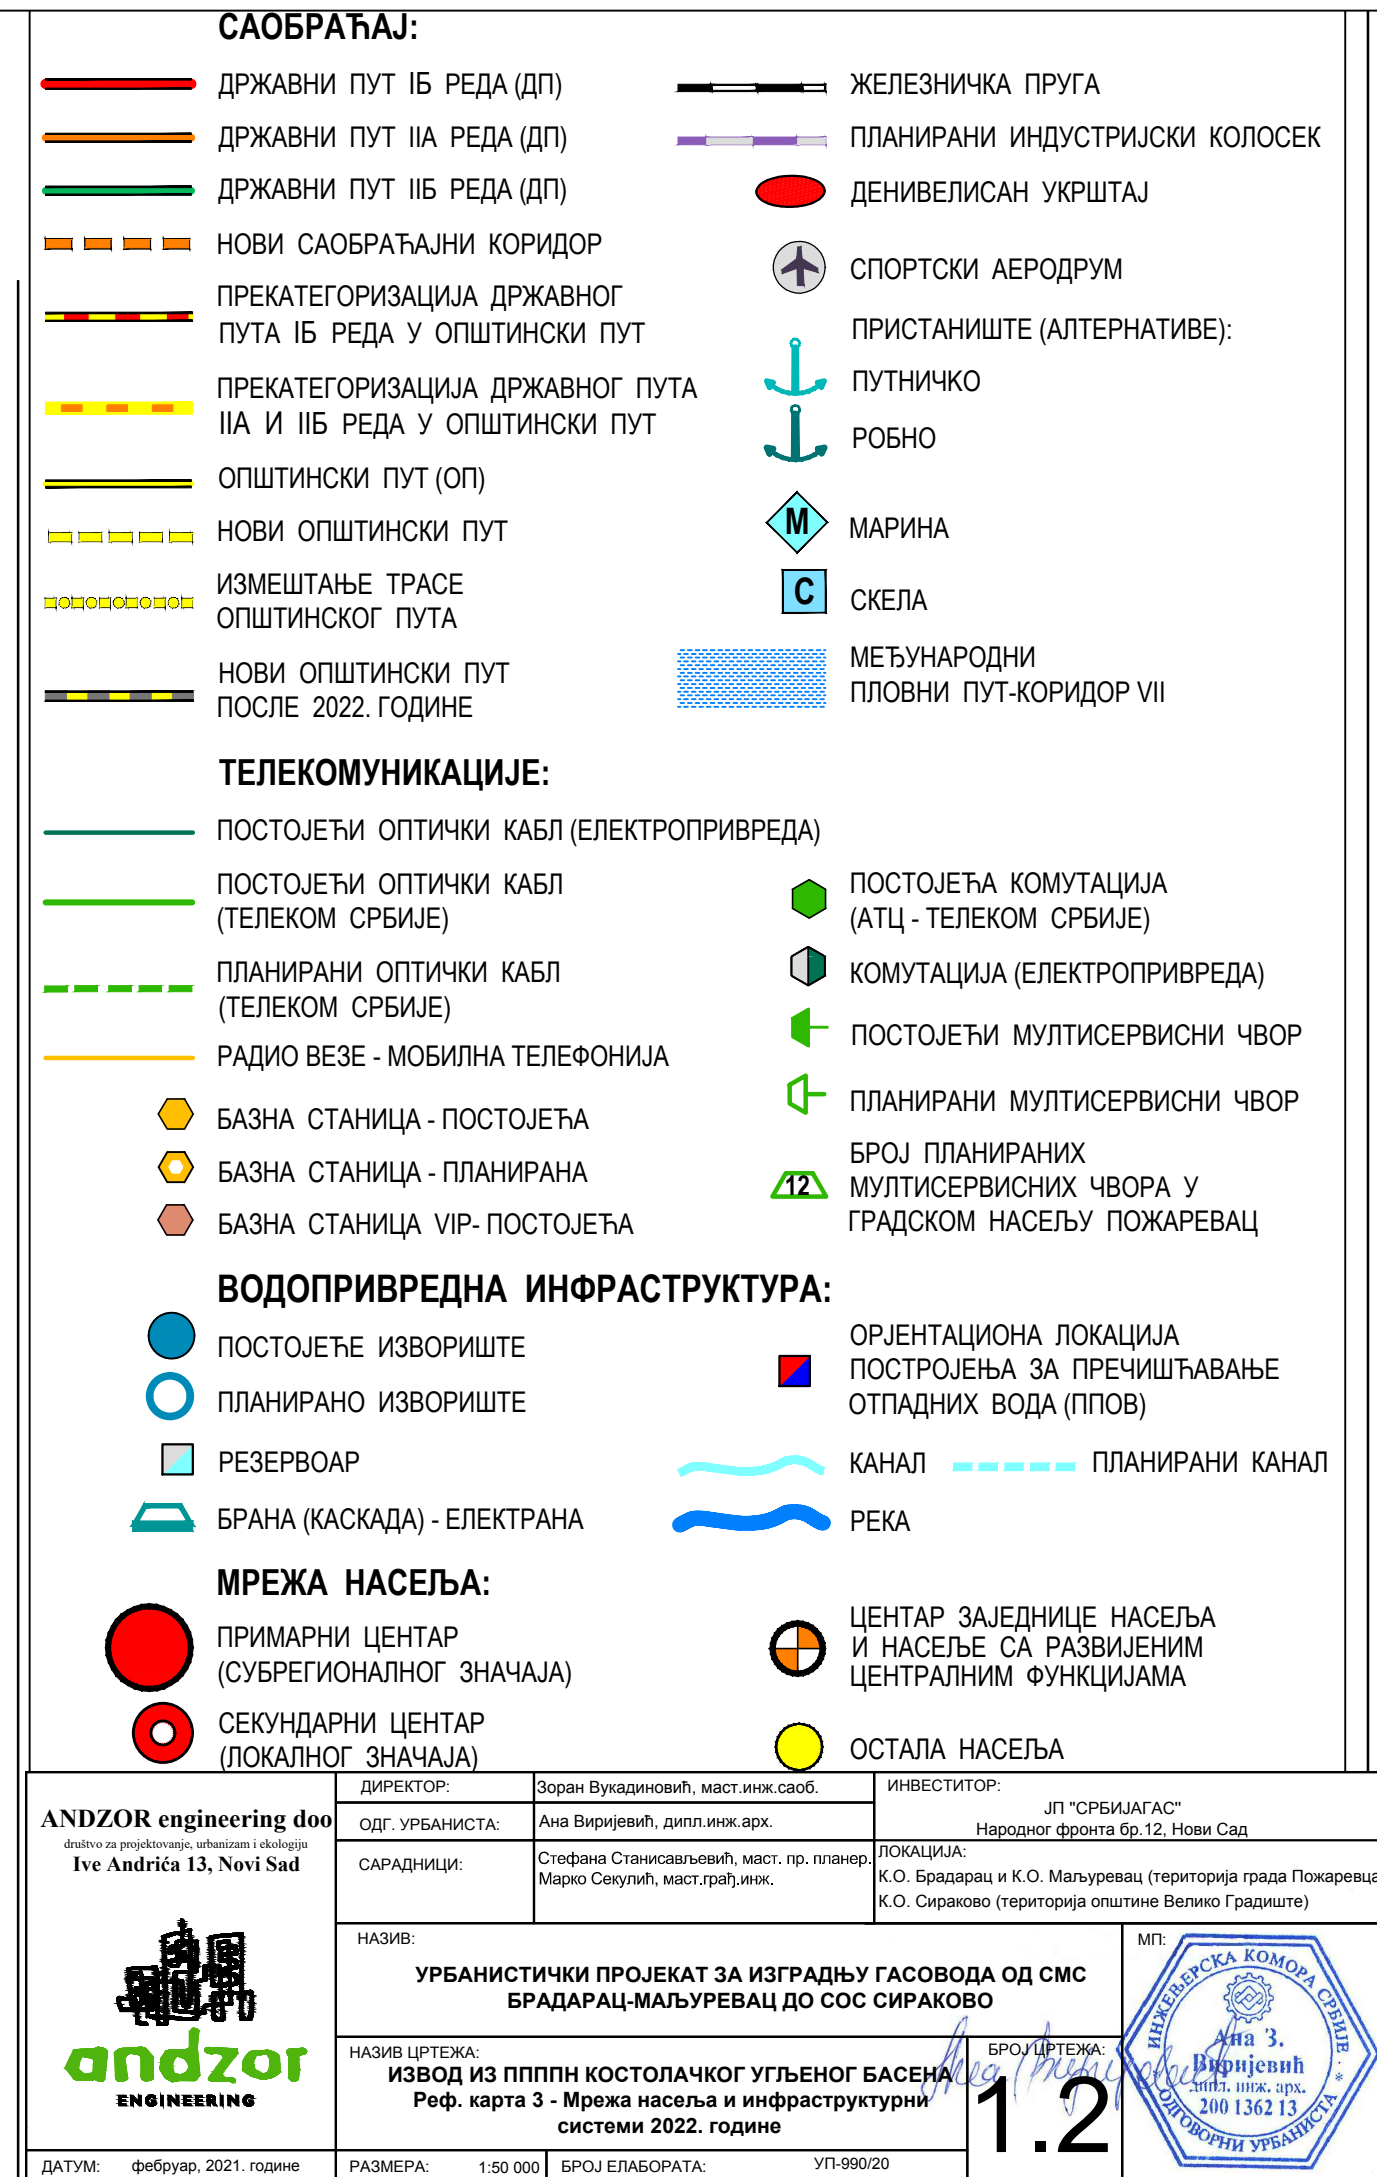 САОБРАЋАЈ:
ДРЖАВНИ ПУТ IБ РЕДА (ДП)
ДРЖАВНИ ПУТ IIА РЕДА (ДП)
ДРЖАВНИ ПУТ IIБ РЕДА (ДП)
НОВИ САОБРАЋАЈНИ КОРИДОР
ПРЕКАТЕГОРИЗАЦИЈА ДРЖАВНОГ
ПУТА IБ РЕДА У ОПШТИНСКИ ПУТ
ПРЕКАТЕГОРИЗАЦИЈА ДРЖАВНОГ ПУТА
IIА И IIБ РЕДА У ОПШТИНСКИ ПУТ
ОПШТИНСКИ ПУТ (ОП)
НОВИ ОПШТИНСКИ ПУТ
ИЗМЕШТАЊЕ ТРАСЕ
ОПШТИНСКОГ ПУТА
НОВИ ОПШТИНСКИ ПУТ
ПОСЛЕ 2022. ГОДИНЕ
ЖЕЛЕЗНИЧКА ПРУГА
ПЛАНИРАНИ ИНДУСТРИЈСКИ КОЛОСЕК
ДЕНИВЕЛИСАН УКРШТАЈ
СПОРТСКИ АЕРОДРУМ
ПРИСТАНИШТЕ (АЛТЕРНАТИВЕ):
ПУТНИЧКО
РОБНО
М
МАРИНА
С
СКЕЛА
МЕЂУНАРОДНИ
ПЛОВНИ ПУТ-КОРИДОР VII
ТЕЛЕКОМУНИКАЦИЈЕ:
ПОСТОЈЕЋИ ОПТИЧКИ КАБЛ (ЕЛЕКТРОПРИВРЕДА)
ПОСТОЈЕЋИ ОПТИЧКИ КАБЛ
(ТЕЛЕКОМ СРБИЈЕ)
ПЛАНИРАНИ ОПТИЧКИ КАБЛ
(ТЕЛЕКОМ СРБИЈЕ)
РАДИО ВЕЗЕ - МОБИЛНА ТЕЛЕФОНИЈА
БАЗНА СТАНИЦА - ПОСТОЈЕЋА
БАЗНА СТАНИЦА - ПЛАНИРАНА
БАЗНА СТАНИЦА VIP- ПОСТОЈЕЋА
ПОСТОЈЕЋА КОМУТАЦИЈА
(АТЦ - ТЕЛЕКОМ СРБИЈЕ)
КОМУТАЦИЈА (ЕЛЕКТРОПРИВРЕДА)
ПОСТОЈЕЋИ МУЛТИСЕРВИСНИ ЧВОР
ПЛАНИРАНИ МУЛТИСЕРВИСНИ ЧВОР
12
БРОЈ ПЛАНИРАНИХ
МУЛТИСЕРВИСНИХ ЧВОРА У
ГРАДСКОМ НАСЕЉУ ПОЖАРЕВАЦ
ВОДОПРИВРЕДНА ИНФРАСТРУКТУРА:
ПОСТОЈЕЋЕ ИЗВОРИШТЕ
ПЛАНИРАНО ИЗВОРИШТЕ
РЕЗЕРВОАР
БРАНА (КАСКАДА) - ЕЛЕКТРАНА
ОРЈЕНТАЦИОНА ЛОКАЦИЈА
ПОСТРОЈЕЊА ЗА ПРЕЧИШЋАВАЊЕ
ОТПАДНИХ ВОДА (ППОВ)
КАНАЛ
ПЛАНИРАНИ КАНАЛ
РЕКА
МРЕЖА НАСЕЉА:
ПРИМАРНИ ЦЕНТАР
(СУБРЕГИОНАЛНОГ ЗНАЧАЈА)
СЕКУНДАРНИ ЦЕНТАР
(ЛОКАЛНОГ ЗНАЧАЈА)
ЦЕНТАР ЗАЈЕДНИЦЕ НАСЕЉА
И НАСЕЉЕ СА РАЗВИЈЕНИМ
ЦЕНТРАЛНИМ ФУНКЦИЈАМА
ОСТАЛА НАСЕЉА
ANDZOR engineering doo
društvo za projektovanje, urbanizam i ekologiju
Ive Andrića 13, Novi Sad
andzor
ENGINEERING
ДИРЕКТОР:
Зоран Вукадиновић, маст.инж.саоб.
ОДГ. УРБАНИСТА:
Ана Виријевић, дипл.инж.арх.
САРАДНИЦИ:
Стефана Станисављевић, маст. пр. планер.
Марко Секулић, маст.грађ.инж.
ИНВЕСТИТОР:
ЈП "СРБИЈАГАС"
Народног фронта бр.12, Нови Сад
ЛОКАЦИЈА:
К.О. Брадарац и К.О. Маљуревац (територија града Пожаревца
К.О. Сираково (територија општине Велико Градиште)
НАЗИВ:
УРБАНИСТИЧКИ ПРОЈЕКАТ ЗА ИЗГРАДЊУ ГАСОВОДА ОД СМС
БРАДАРАЦ-МАЉУРЕВАЦ ДО СОС СИРАКОВО
МП:
ИНЖЕЊЕРСКА КОМОРА СРБИЈЕ
Ана З.
Виријевић
дипл. инж. арх.
200 1362 13
ОДГОВОРНИ УРБАНИСТА
НАЗИВ ЦРТЕЖА:
ИЗВОД ИЗ ПППН КОСТОЛАЧКОГ УГЉЕНОГ БАСЕНА
Реф. карта 3 - Мрежа насеља и инфраструктурни
системи 2022. године
БРОЈ ЦРТЕЖА:
1.2
ДАТУМ:
фебруар, 2021. године
РАЗМЕРА:
1:50 000
БРОЈ ЕЛАБОРАТА:
УП-990/20